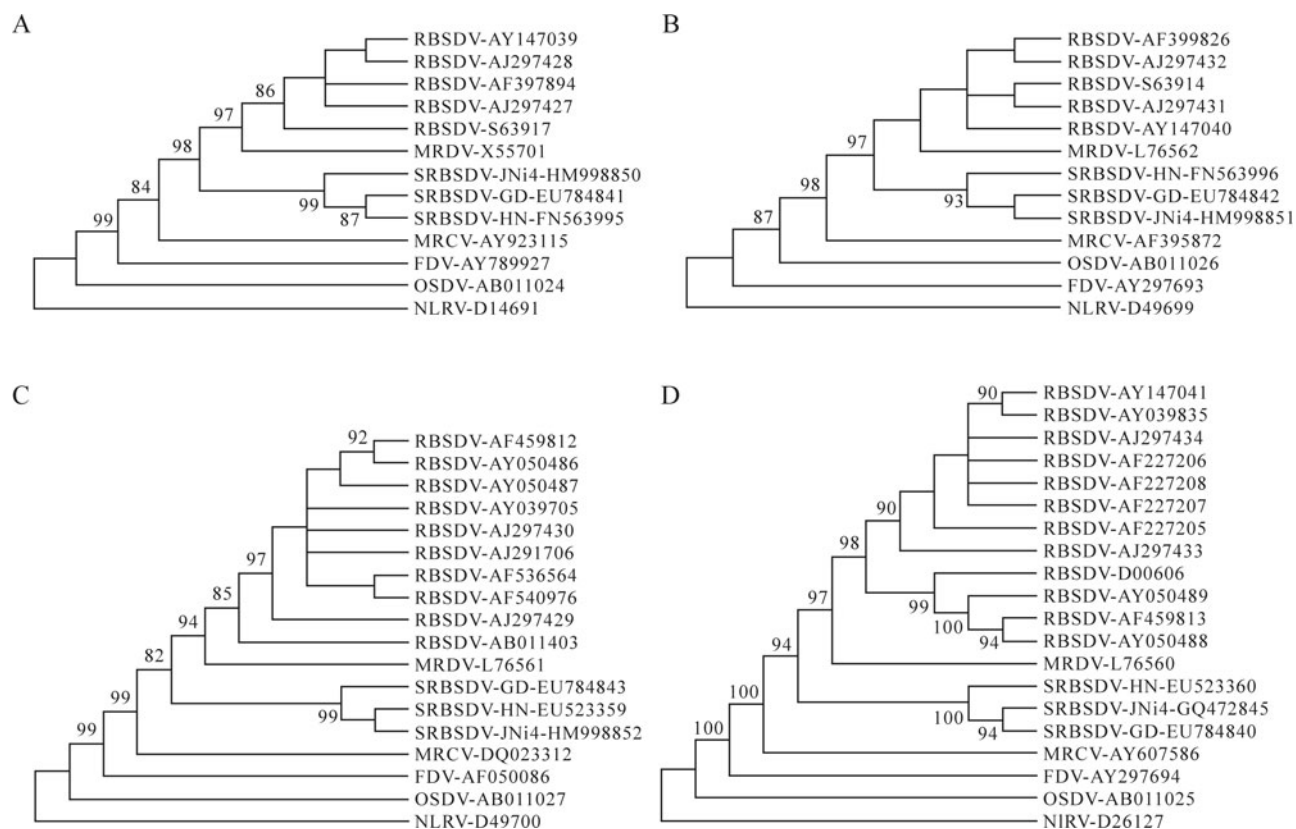 A
RBSDV-AY147039
RBSDV-AJ297428
RBSDV-AF397894
RBSDV-AJ297427
RBSDV-S63917
MRDV-X55701
SRBSDV-JNi4-HM998850
SRBSDV-GD-EU784841
SRBSDV-HN-FN563995
MRCV-AY923115
FDV-AY789927
OSDV-AB011024
NLRV-D14691
86
97
98
84
99
99
87
B
RBSDV-AF399826
RBSDV-AJ297432
RBSDV-S63914
RBSDV-AJ297431
RBSDV-AY147040
MRDV-L76562
SRBSDV-HN-FN563996
SRBSDV-GD-EU784842
SRBSDV-JNi4-HM998851
MRCV-AF395872
OSDV-AB011026
FDV-AY297693
NLRV-D49699
97
98
93
87
C
RBSDV-AF459812
RBSDV-AY050486
RBSDV-AY050487
RBSDV-AY039705
RBSDV-AJ297430
RBSDV-AJ291706
RBSDV-AF536564
RBSDV-AF540976
RBSDV-AJ297429
RBSDV-AB011403
MRDV-L76561
SRBSDV-GD-EU784843
SRBSDV-HN-EU523359
SRBSDV-JNi4-HM998852
MRCV-DQ023312
FDV-AF050086
OSDV-AB011027
NLRV-D49700
92
97
85
94
82
99
99
99
D
RBSDV-AY147041
RBSDV-AY039835
RBSDV-AJ297434
RBSDV-AF227206
RBSDV-AF227208
RBSDV-AF227207
RBSDV-AF227205
RBSDV-AJ297433
RBSDV-D00606
RBSDV-AY050489
RBSDV-AF459813
RBSDV-AY050488
MRDV-L76560
SRBSDV-HN-EU523360
SRBSDV-JNi4-GQ472845
SRBSDV-GD-EU784840
MRCV-AY607586
FDV-AY297694
OSDV-AB011025
NIRV-D26127
90
90
98
99
100
94
97
94
100
100
94
100